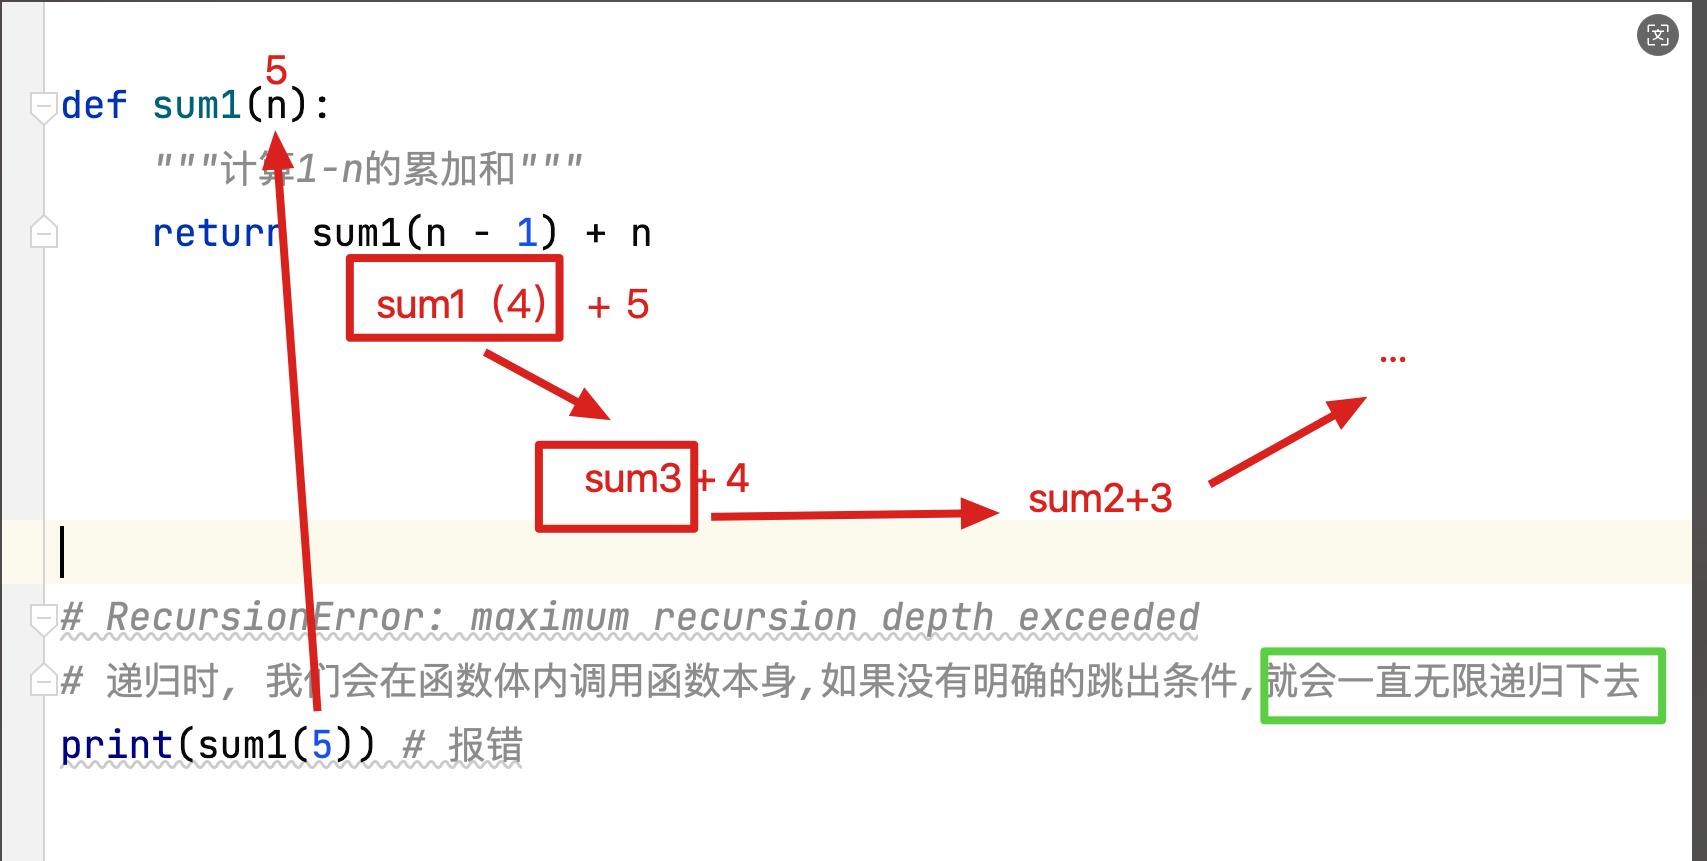 5
def sum1(n):
"""计算1-n的累加和"""
return sum1(n - 1) + n
sum1 (4) + 5
...
sum3 + 4
sum2+3
# RecursionError: maximum recursion depth exceeded
# 递归时, 我们会在函数体内调用函数本身,如果没有明确的跳出条件,就会一直无限递归下去
print(sum1(5)) # 报错